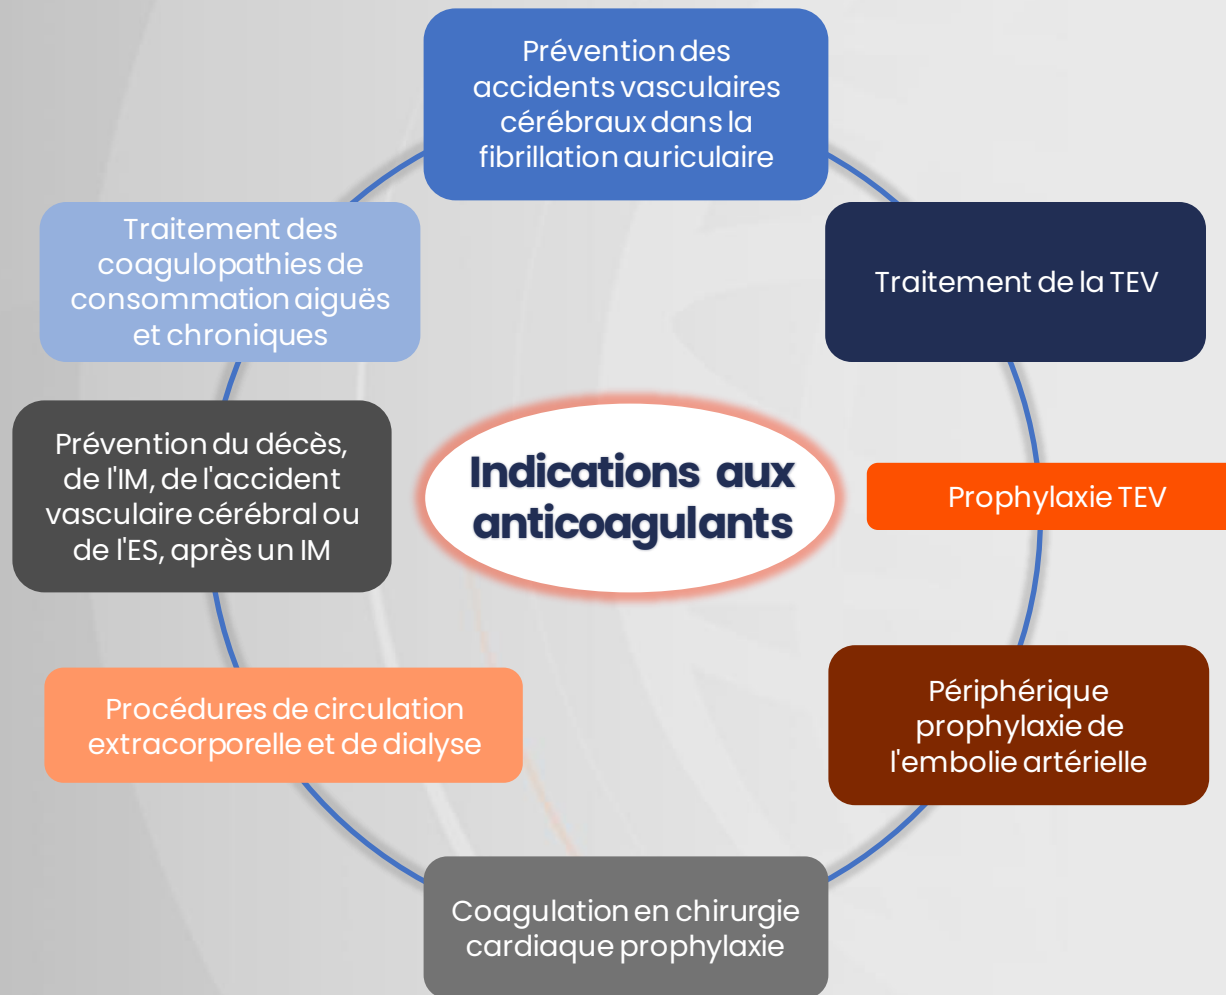 Prévention des
accidents vasculaires
cérébraux dans la
fibrillation auriculaire
Traitement de la TEV
Prophylaxie TEV
Périphérique
prophylaxie de
l'embolie artérielle
Coagulation en chirurgie
cardiaque prophylaxie
Procédures de circulation
extracorporelle et de dialyse
Prévention du décès,
de l'IM, de l'accident
vasculaire cérébral ou
de l'ES, après un IM
Traitement des
coagulopathies de
consommation aiguës
et chroniques
Indications aux
anticoagulants